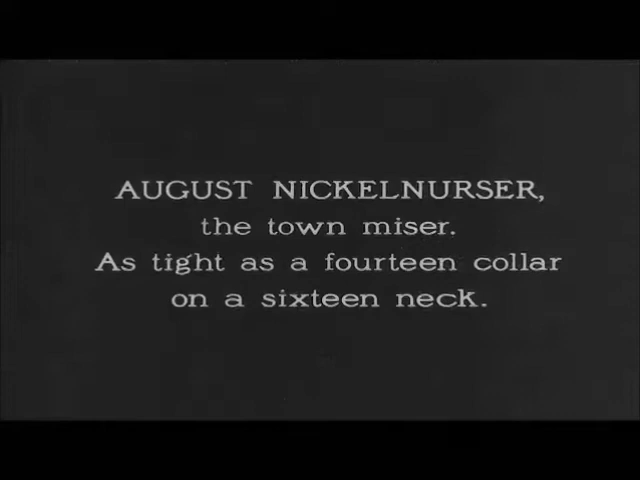 AUGUST NICKELNURSER,
the town miser.
As tight as a fourteen collar
on a sixteen neck.